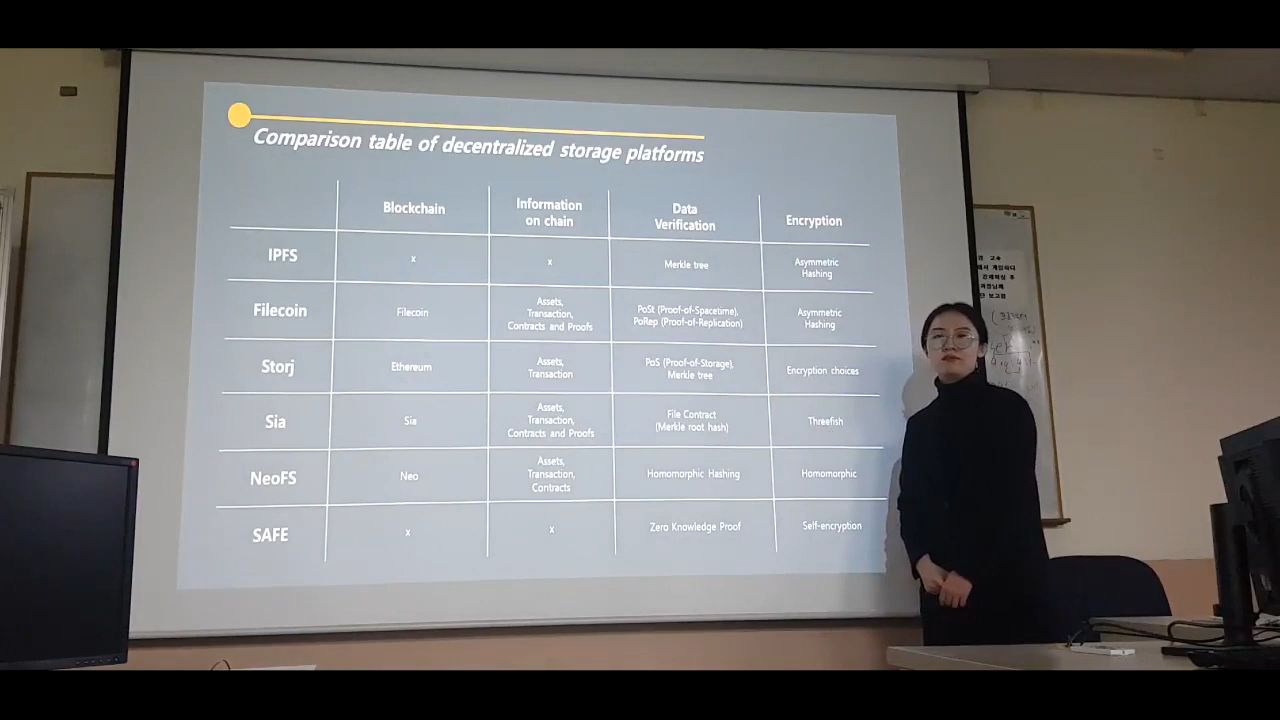 Comparison table of decentralized storage platforms
Blockchain
Information
on chain
Data
Verification
Encryption
IPFS
x
x
Merkle tree
Asymmetric
Hashing
Filecoin
Filecoin
Assets,
Transaction,
Contracts and Proofs
PoSt (Proof-of-Spacetime),
PoRep (Proof-of-Replication)
Asymmetric
Hashing
Storj
Ethereum
Assets,
Transaction
PoS (Proof-of-Storage),
Merkle tree
Encryption choices
Sia
Sia
Assets,
Transaction,
Contracts and Proofs
File Contract
(Merkle root hash)
Threefish
NeoFS
Neo
Assets,
Transaction,
Contracts
Homomorphic Hashing
Homomorphic
SAFE
x
x
Zero Knowledge Proof
Self-encryption